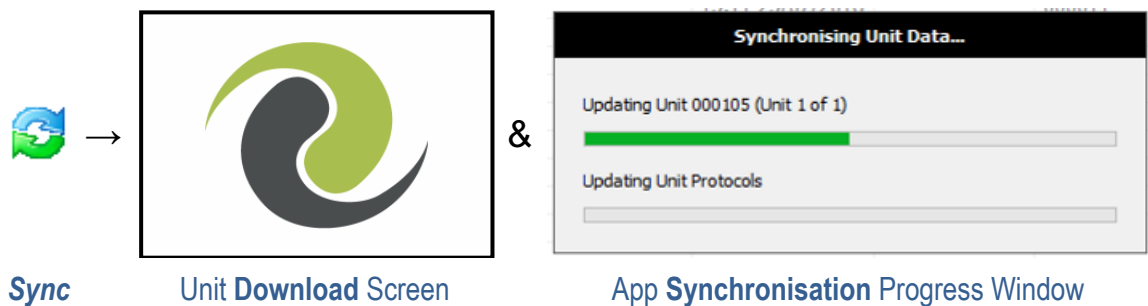 Synchronising Unit Data...
→
&
Updating Unit 000105 (Unit 1 of 1)
Updating Unit Protocols
Sync
Unit Download Screen
App Synchronisation Progress Window